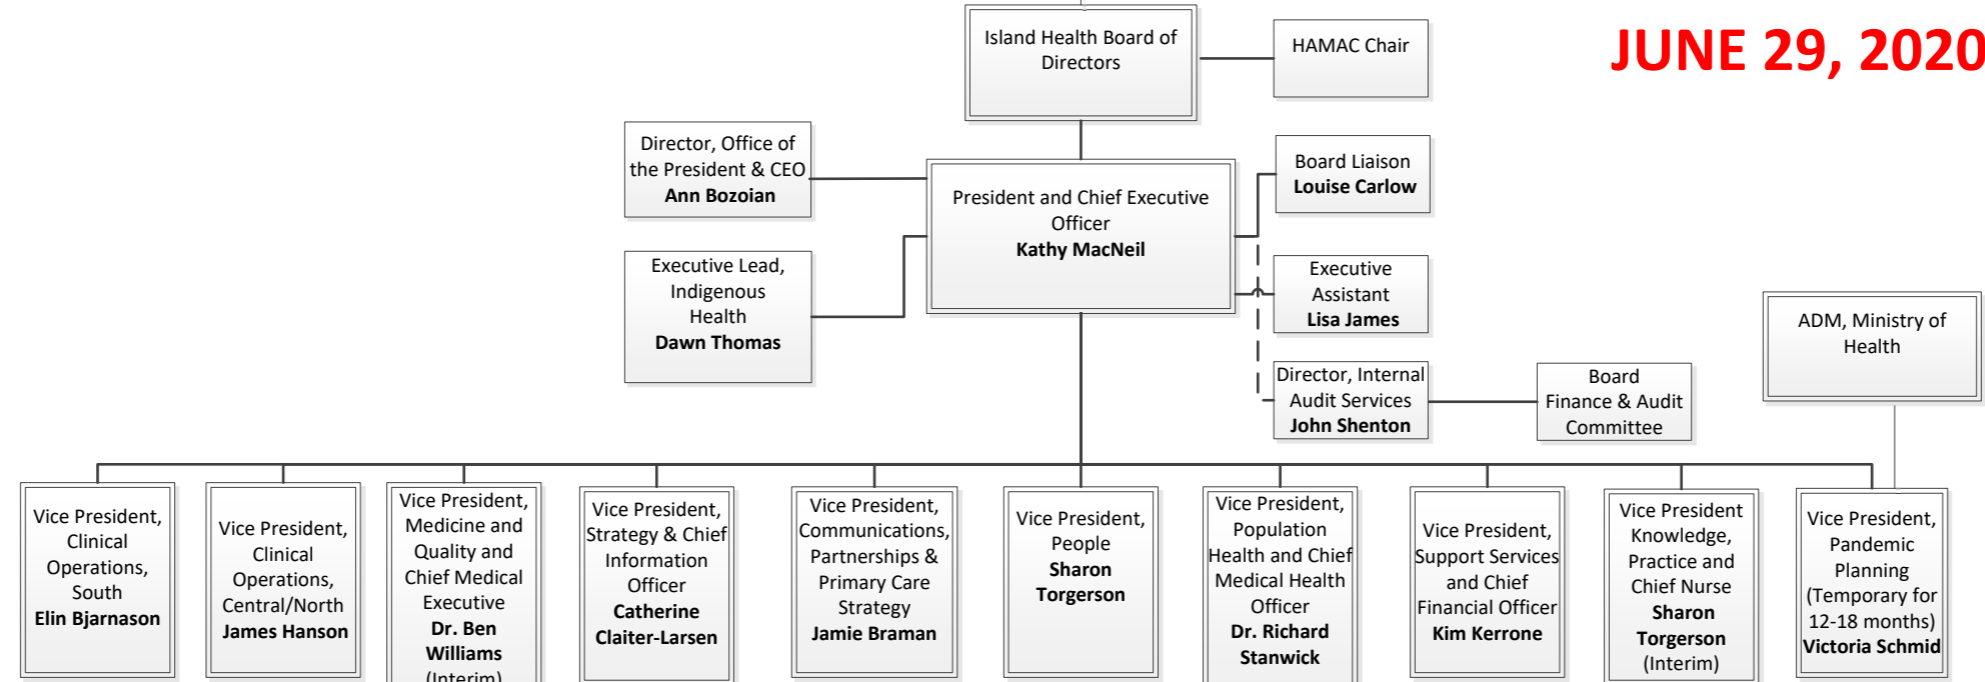 Island Health Board of
Directors
HAMAC Chair
JUNE 29, 2020
Director, Office of
the President & CEO
Ann Bozoian
President and Chief Executive
Officer
Kathy MacNeil
Board Liaison
Louise Carlow
Executive Lead,
Indigenous
Health
Dawn Thomas
Executive
Assistant
Lisa James
Director, Internal
Audit Services
John Shenton
Board
Finance & Audit
Committee
ADM, Ministry of
Health
Vice President,
Clinical
Operations,
South
Elin Bjarnason
Vice President,
Clinical
Operations,
Central/North
James Hanson
Vice President,
Medicine and
Quality and
Chief Medical
Executive
Dr. Ben
Williams
(Interim)
Vice President,
Strategy & Chief
Information
Officer
Catherine
Claiter-Larsen
Vice President,
Communications,
Partnerships &
Primary Care
Strategy
Jamie Braman
Vice President,
People
Sharon
Torgerson
Vice President,
Population
Health and Chief
Medical Health
Officer
Dr. Richard
Stanwick
Vice President,
Support Services
and Chief
Financial Officer
Kim Kerrone
Vice President
Knowledge,
Practice and
Chief Nurse
Sharon
Torgerson
(Interim)
Vice President,
Pandemic
Planning
(Temporary for
12-18 months)
Victoria Schmid